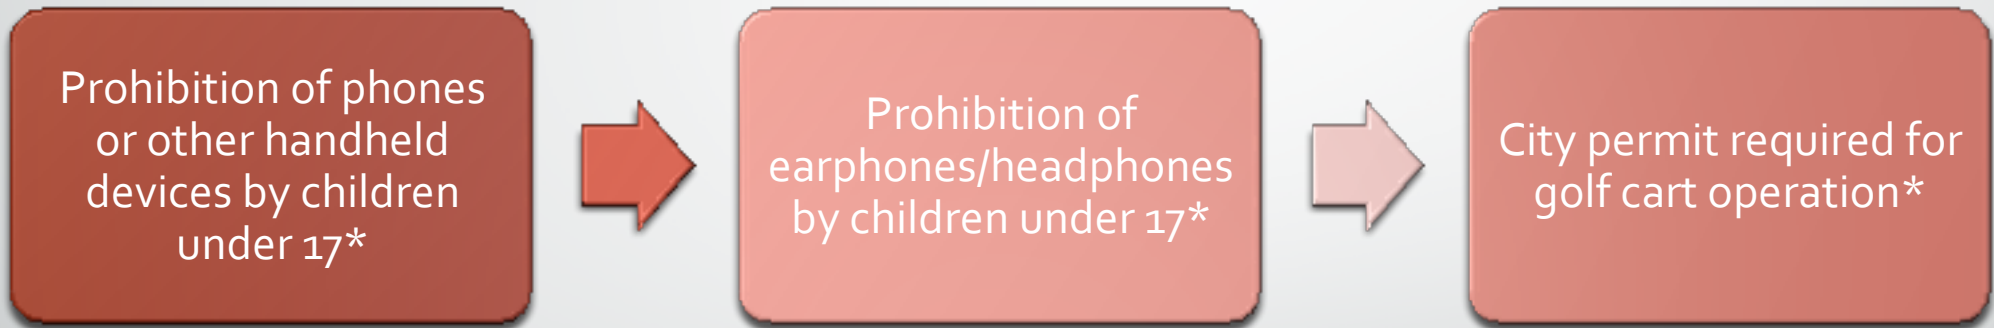 Prohibition of phones
or other handheld
devices by children
under 17*
Prohibition of
earphones/headphones
by children under 17*
City permit required for
golf cart operation*